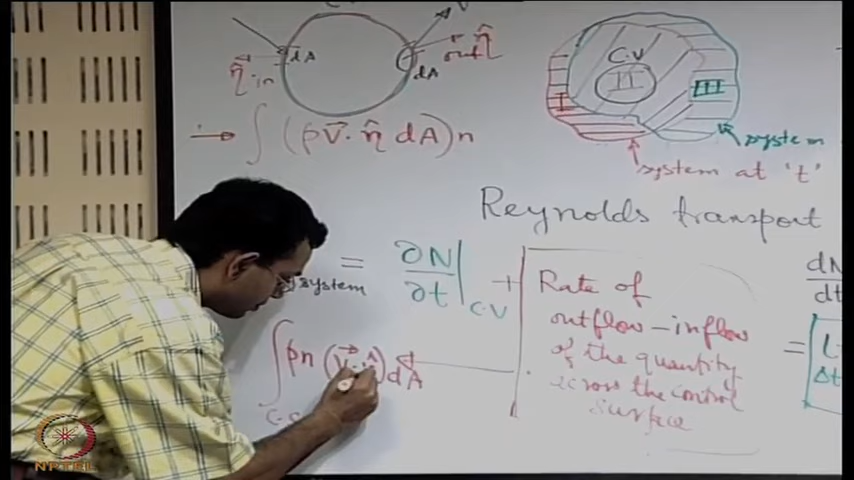 V
dA
η̂ in
dA
out η̂
∫ (ρV⃗·η̂ dA)n
C.V
I
II
III
system
system at 't'
Reynolds transport
system = ∂N/∂t|C.V +
Rate of
outflow - inflow
of the quantity
across the control
surface
dN
dt
=
Δt
∫ ρn (V⃗·η̂) dA
NPTEL